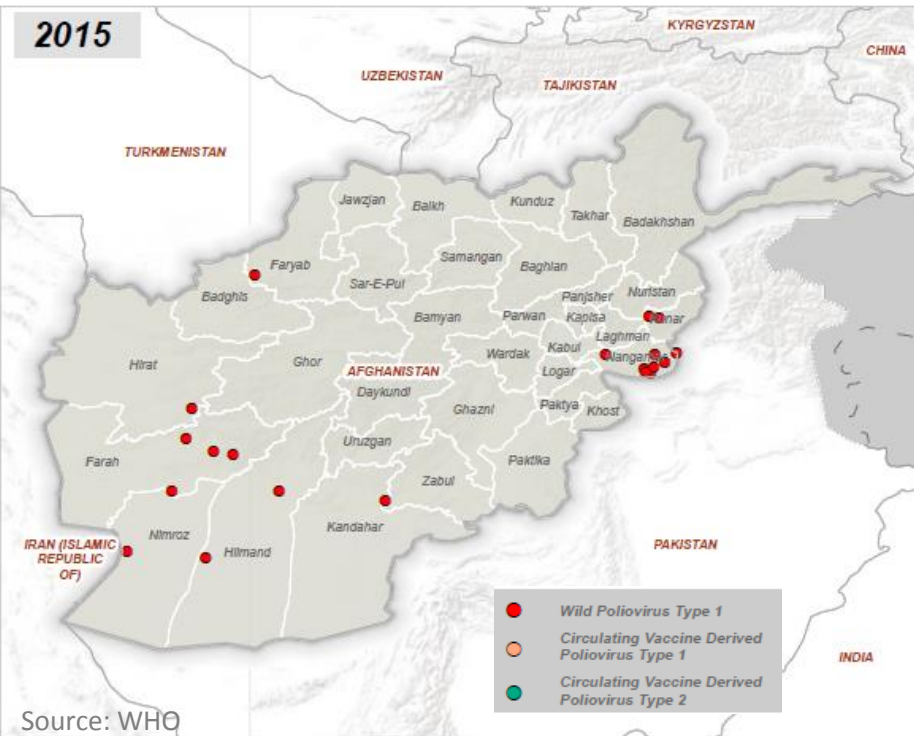 2015
KYRGYZSTAN
CHINA
UZBEKISTAN
TAJIKISTAN
TURKMENISTAN
Jawzjan
Balkh
Kunduz
Takhar
Badakhshan
Faryab
Samangan
Baghlan
Badghis
Sar-E-Pul
Panjsher
Nuristan
Bamyan
Parwan
Kapisa
Laghman
Hirat
Ghor
Wardak
Kabul
AFGHANISTAN
Logar
Daykundi
Ghazni
Paktya
Khost
Farah
Uruzgan
Paktika
Zabul
Kandahar
Nimroz
Hilmand
IRAN (ISLAMIC
REPUBLIC
OF)
PAKISTAN
INDIA
Wild Poliovirus Type 1
Circulating Vaccine Derived
Poliovirus Type 1
Circulating Vaccine Derived
Poliovirus Type 2
Source: WHO